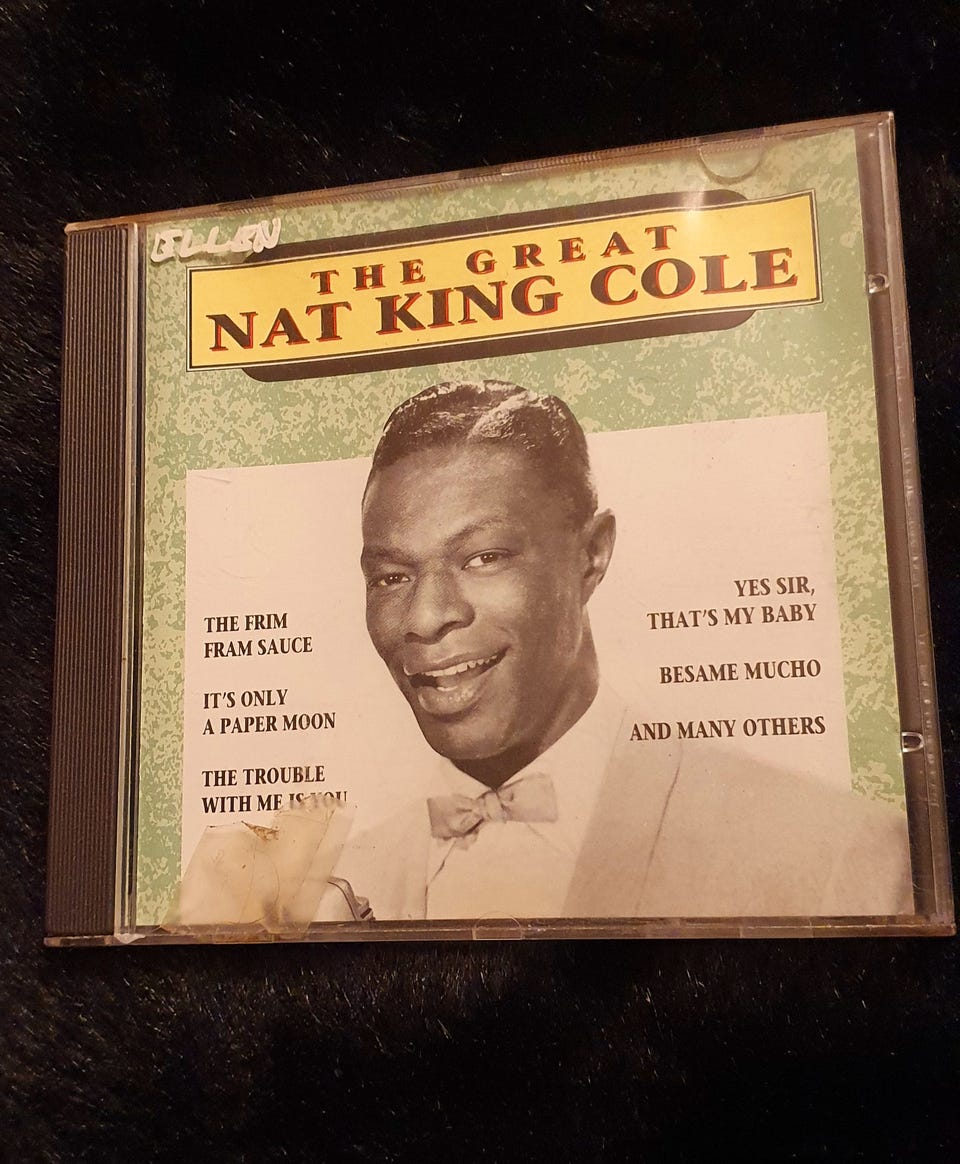 ELLEN
THE GREAT
NAT KING COLE
THE FRIM
FRAM SAUCE
IT'S ONLY
A PAPER MOON
THE TROUBLE
WITH ME IS YOU
YES SIR,
THAT'S MY BABY
BESAME MUCHO
AND MANY OTHERS